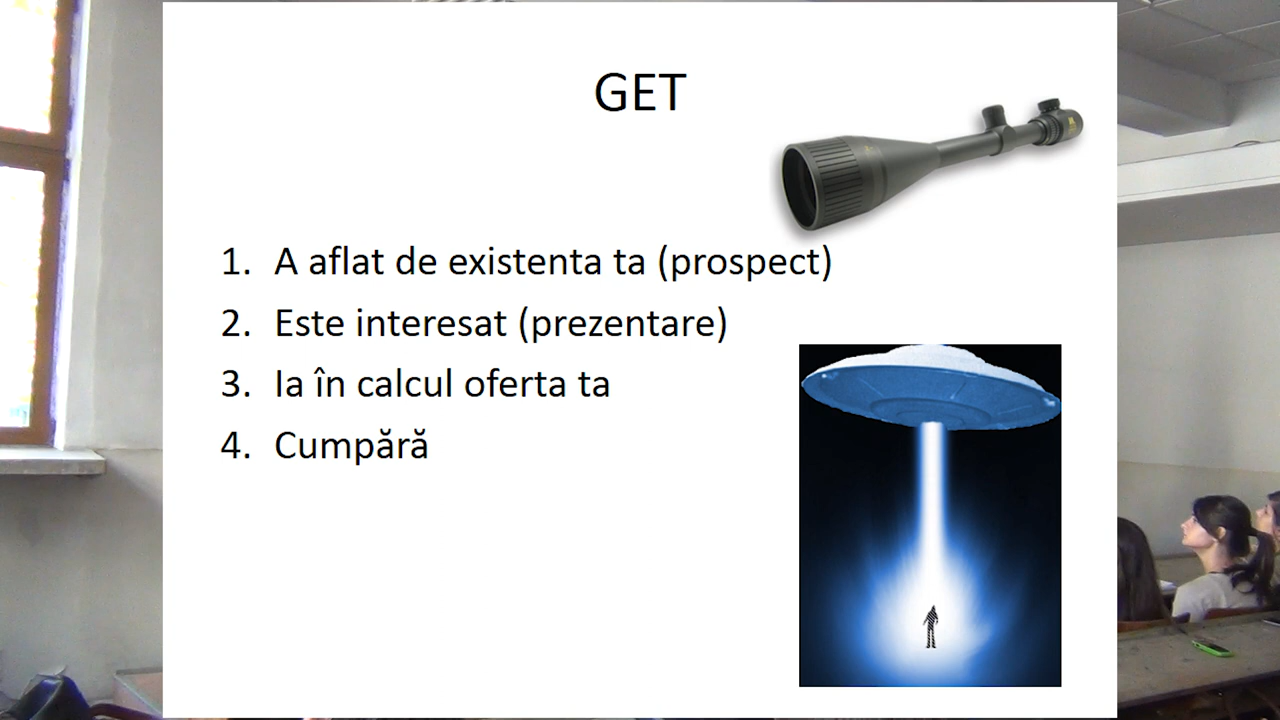 GET
1. A aflat de existenta ta (prospect)
2. Este interesat (prezentare)
3. Ia în calcul oferta ta
4. Cumpără